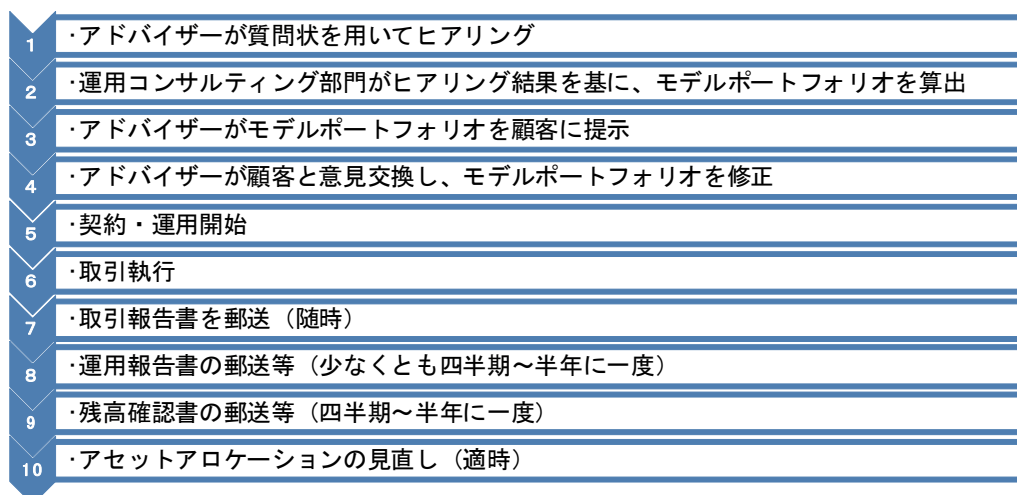 1 ・アドバイザーが質問状を用いてヒアリング
2 ・運用コンサルティング部門がヒアリング結果を基に、モデルポートフォリオを算出
3 ・アドバイザーがモデルポートフォリオを顧客に提示
4 ・アドバイザーが顧客と意見交換し、モデルポートフォリオを修正
5 ・契約・運用開始
6 ・取引執行
7 ・取引報告書を郵送（随時）
8 ・運用報告書の郵送等（少なくとも四半期～半年に一度）
9 ・残高確認書の郵送等（四半期～半年に一度）
10 ・アセットアロケーションの見直し（適時）